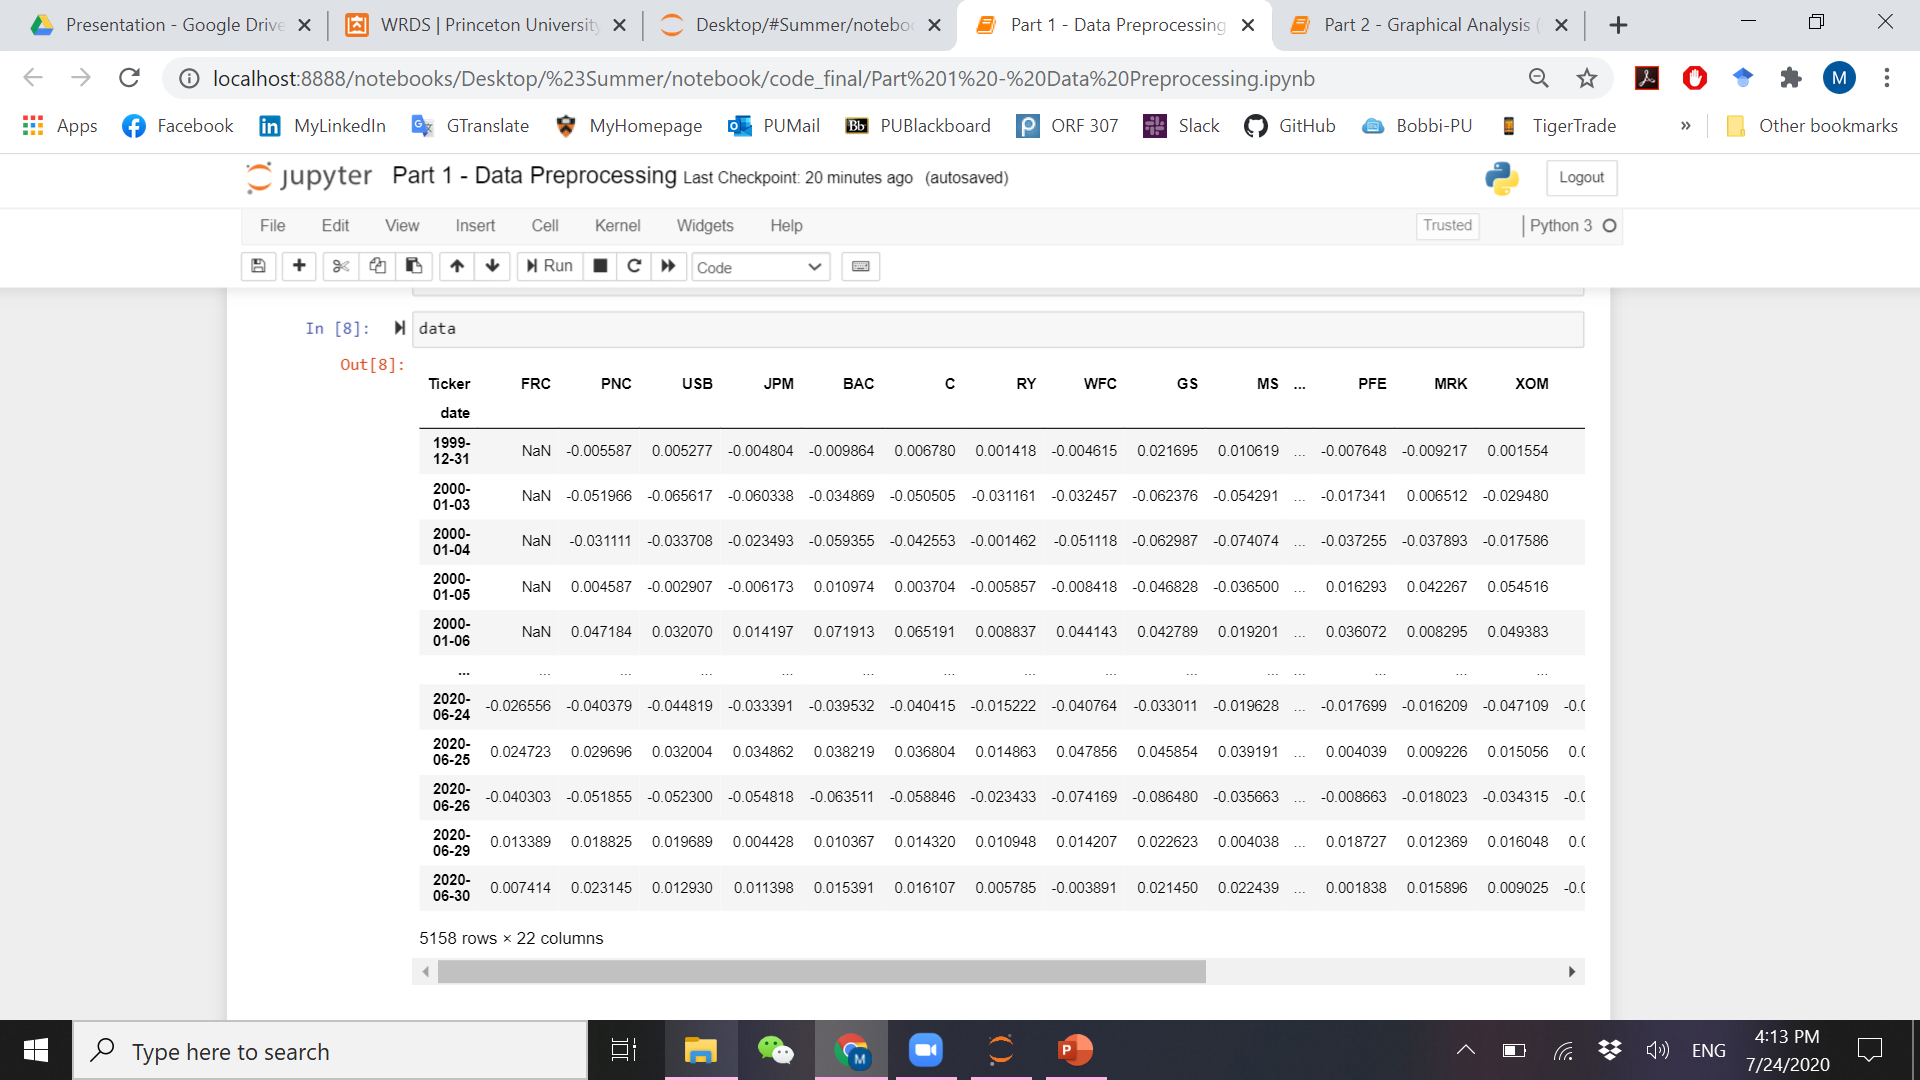 Presentation - Google Drive
WRDS | Princeton University
Desktop/#Summer/notebo
Part 1 - Data Preprocessing
Part 2 - Graphical Analysis (
localhost:8888/notebooks/Desktop/%23Summer/notebook/code_final/Part%201%20-%20Data%20Preprocessing.ipynb
M
Apps Facebook MyLinkedIn GTranslate MyHomepage PUMail PUBlackboard ORF 307 Slack GitHub Bobbi-PU TigerTrade » Other bookmarks
jupyter Part 1 - Data Preprocessing Last Checkpoint: 20 minutes ago (autosaved) Logout
File Edit View Insert Cell Kernel Widgets Help Trusted Python 3
Run Code
In [8]: data
Out[8]:
Ticker FRC PNC USB JPM BAC C RY WFC GS MS ... PFE MRK XOM
date
1999-12-31 NaN -0.005587 0.005277 -0.004804 -0.009864 0.006780 0.001418 -0.004615 0.021695 0.010619 ... -0.007648 -0.009217 0.001554
2000-01-03 NaN -0.051966 -0.065617 -0.060338 -0.034869 -0.050505 -0.031161 -0.032457 -0.062376 -0.054291 ... -0.017341 0.006512 -0.029480
2000-01-04 NaN -0.031111 -0.033708 -0.023493 -0.059355 -0.042553 -0.001462 -0.051118 -0.062987 -0.074074 ... -0.037255 -0.037893 -0.017586
2000-01-05 NaN 0.004587 -0.002907 -0.006173 0.010974 0.003704 -0.005857 -0.008418 -0.046828 -0.036500 ... 0.016293 0.042267 0.054516
2000-01-06 NaN 0.047184 0.032070 0.014197 0.071913 0.065191 0.008837 0.044143 0.042789 0.019201 ... 0.036072 0.008295 0.049383
... ... ... ... ... ... ... ... ... ... ... ... ... ... ...
2020-06-24 -0.026556 -0.040379 -0.044819 -0.033391 -0.039532 -0.040415 -0.015222 -0.040764 -0.033011 -0.019628 ... -0.017699 -0.016209 -0.047109 -0.0
2020-06-25 0.024723 0.029696 0.032004 0.034862 0.038219 0.036804 0.014863 0.047856 0.045854 0.039191 ... 0.004039 0.009226 0.015056 0.0
2020-06-26 -0.040303 -0.051855 -0.052300 -0.054818 -0.063511 -0.058846 -0.023433 -0.074169 -0.086480 -0.035663 ... -0.008663 -0.018023 -0.034315 -0.0
2020-06-29 0.013389 0.018825 0.019689 0.004428 0.010367 0.014320 0.010948 0.014207 0.022623 0.004038 ... 0.018727 0.012369 0.016048 0.0
2020-06-30 0.007414 0.023145 0.012930 0.011398 0.015391 0.016107 0.005785 -0.003891 0.021450 0.022439 ... 0.001838 0.015896 0.009025 -0.0
5158 rows × 22 columns
Type here to search
ENG
4:13 PM
7/24/2020